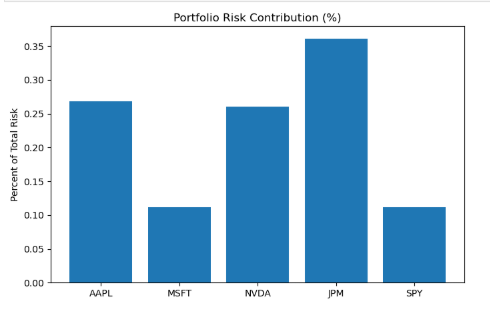 Portfolio Risk Contribution (%)
Percent of Total Risk
0.35
0.30
0.25
0.20
0.15
0.10
0.05
0.00
AAPL MSFT NVDA JPM SPY